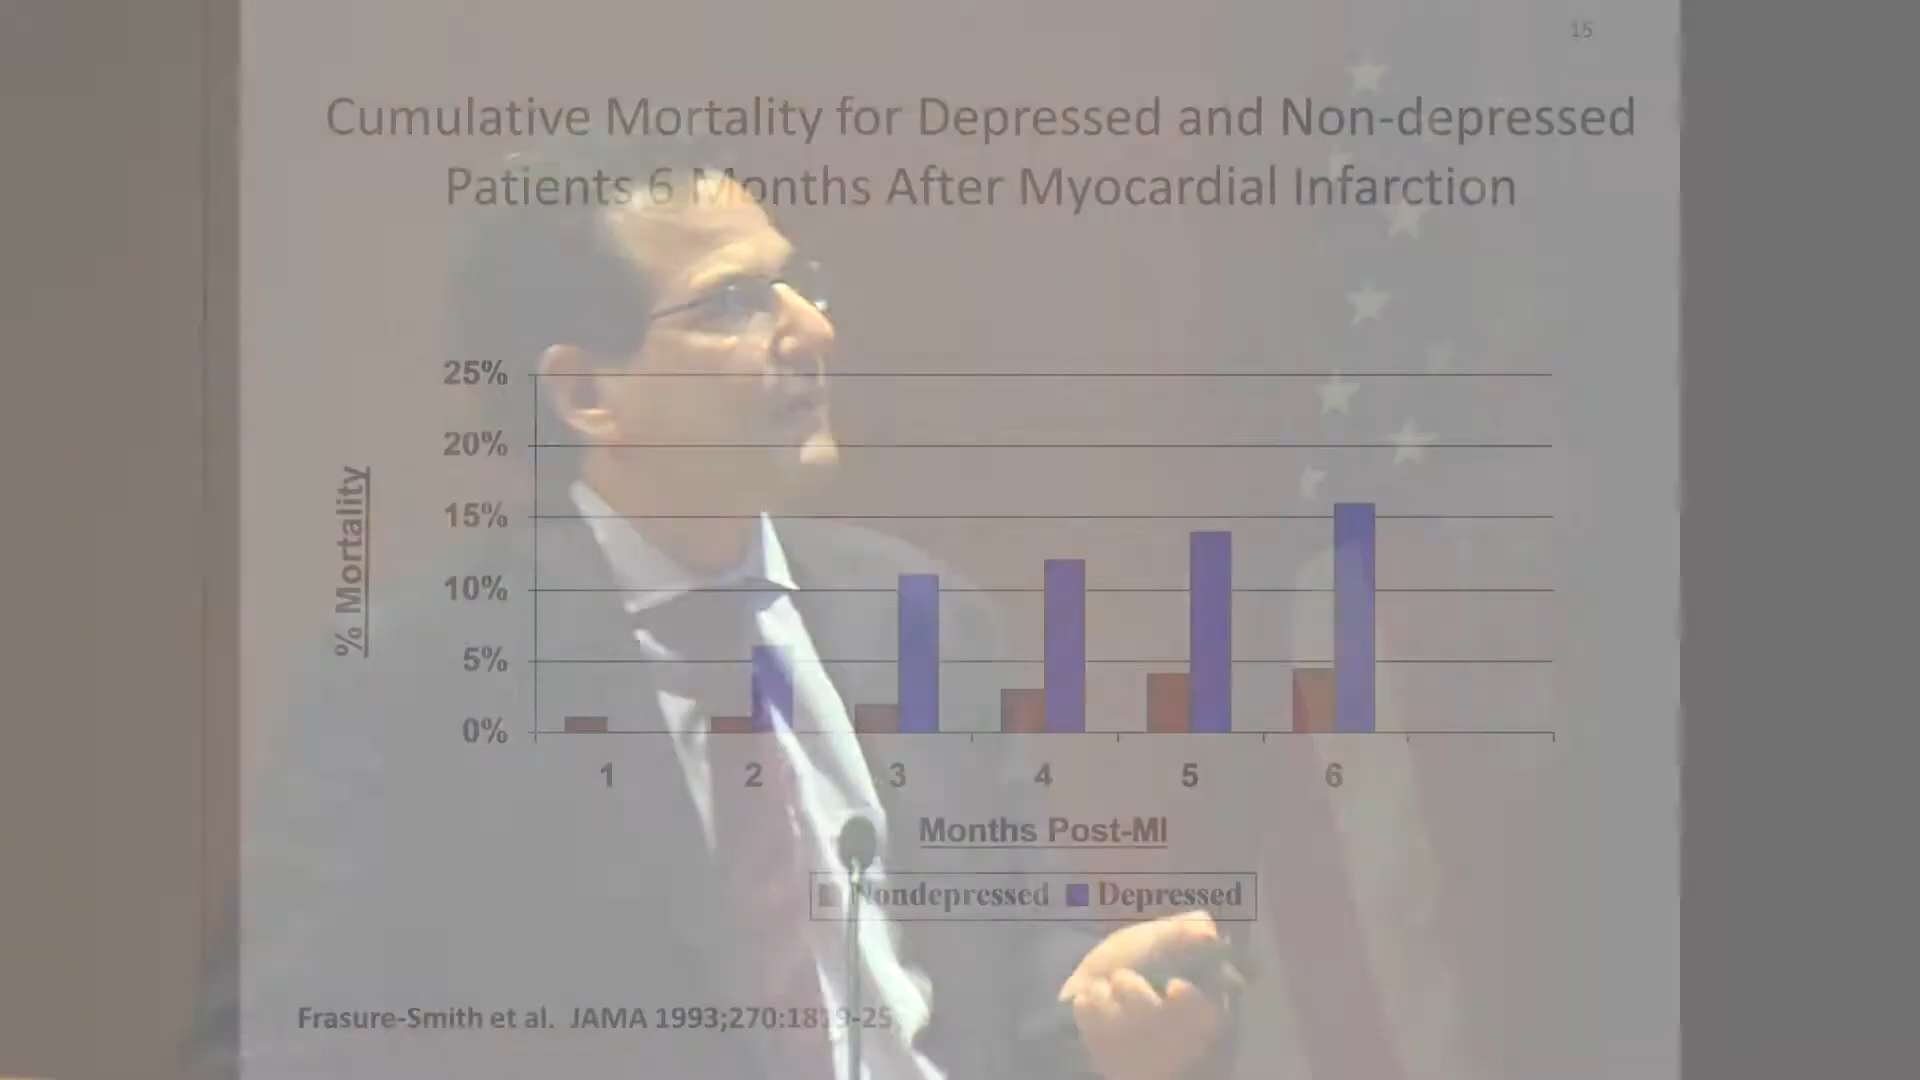 15
Cumulative Mortality for Depressed and Non-depressed
Patients 6 Months After Myocardial Infarction
25%
20%
15%
10%
5%
0%
% Mortality
1 2 3 4 5 6
Months Post-MI
Nondepressed Depressed
Frasure-Smith et al. JAMA 1993;270:1819-25